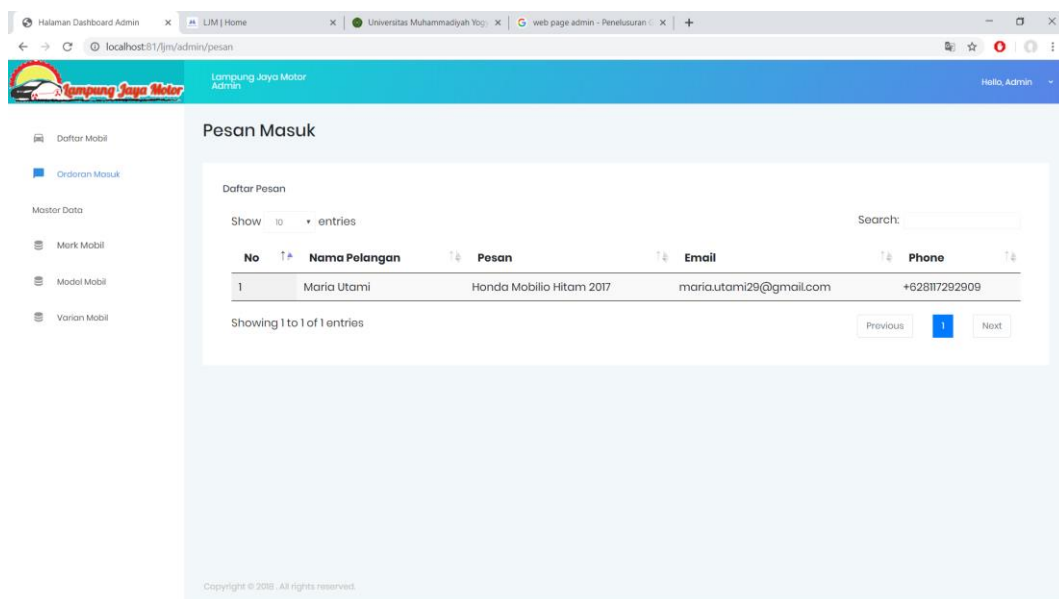 Halaman Dashboard Admin
LJM | Home
Universitas Muhammadiyah Yogy
web page admin - Penelusuran G
localhost:81/ljm/admin/pesan
Lampung Jaya Motor
Lampung Jaya Motor
Admin
Hello, Admin
Daftar Mobil
Orderan Masuk
Master Data
Merk Mobil
Model Mobil
Varian Mobil
Pesan Masuk
Daftar Pesan
Show 10 entries
Search:
No Nama Pelangan Pesan Email Phone
1 Maria Utami Honda Mobilio Hitam 2017 maria.utami29@gmail.com +628117292909
Showing 1 to 1 of 1 entries
Previous 1 Next
Copyright © 2018 . All rights reserved.